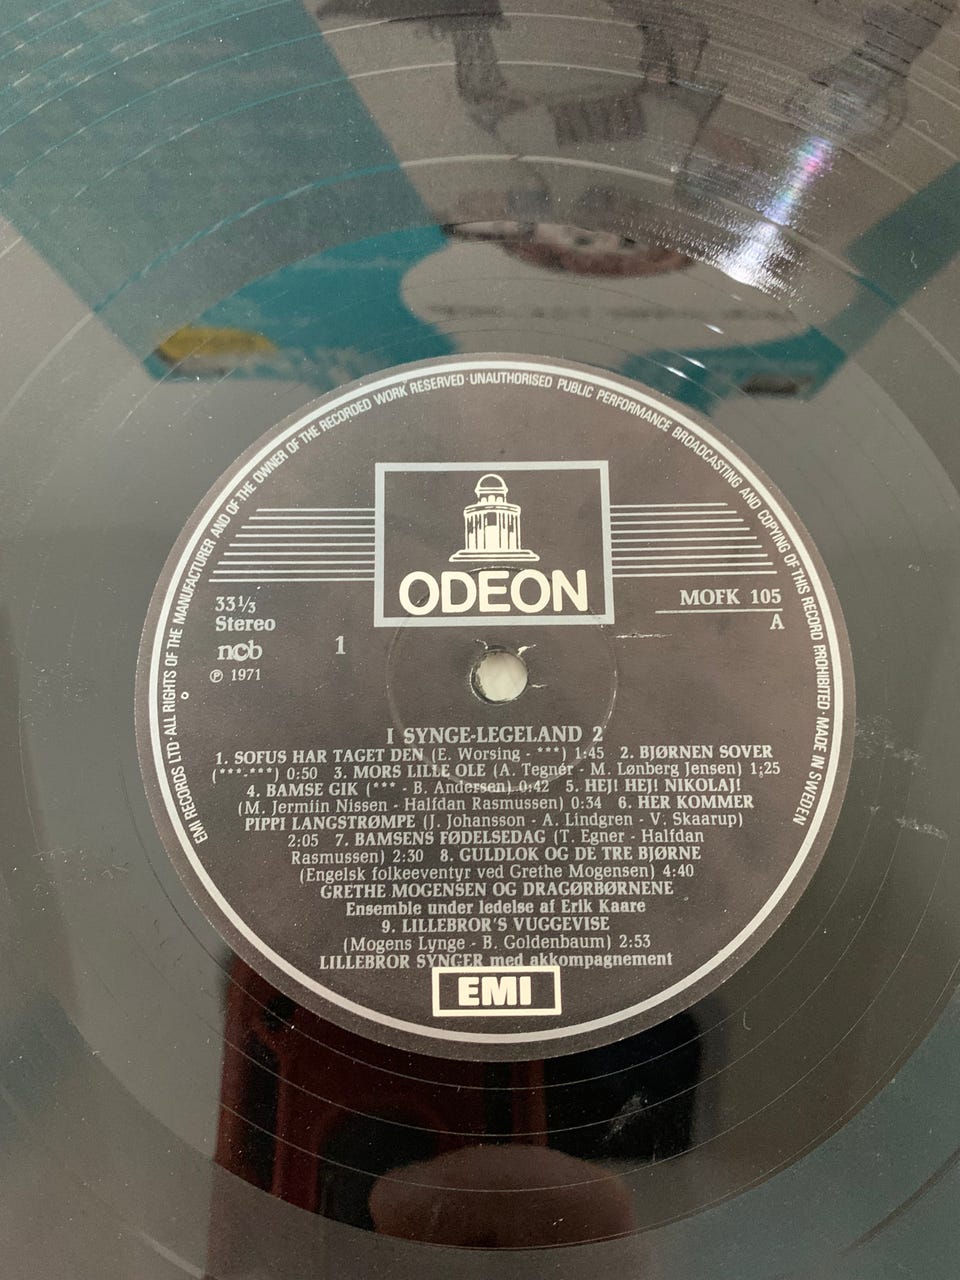 EMI RECORDS LTD · ALL RIGHTS OF THE MANUFACTURER AND OF THE OWNER OF THE RECORDED WORK RESERVED · UNAUTHORISED PUBLIC PERFORMANCE BROADCASTING AND COPYING OF THIS RECORD PROHIBITED · MADE IN SWEDEN
ODEON
33⅓
Stereo
ncb
℗ 1971
1
MOFK 105
A
I SYNGE-LEGELAND 2
1. SOFUS HAR TAGET DEN (E. Worsing - ***) 1:45 2. BJØRNEN SOVER
(***-***) 0:50 3. MORS LILLE OLE (A. Tegnér - M. Lønberg Jensen) 1;25
4. BAMSE GIK (*** - B. Andersen) 0:42 5. HEJ! HEJ! NIKOLAJ!
(M. Jermiin Nissen - Halfdan Rasmussen) 0:34 6. HER KOMMER
PIPPI LANGSTRØMPE (J. Johansson - A. Lindgren - V. Skaarup)
2:05 7. BAMSENS FØDELSEDAG (T. Egner - Halfdan
Rasmussen) 2:30 8. GULDLOK OG DE TRE BJØRNE
(Engelsk folkeeventyr ved Grethe Mogensen) 4:40
GRETHE MOGENSEN OG DRAGØRBØRNENE
Ensemble under ledelse af Erik Kaare
9. LILLEBROR'S VUGGEVISE
(Mogens Lynge - B. Goldenbaum) 2:53
LILLEBROR SYNGER med akkompagnement
EMI